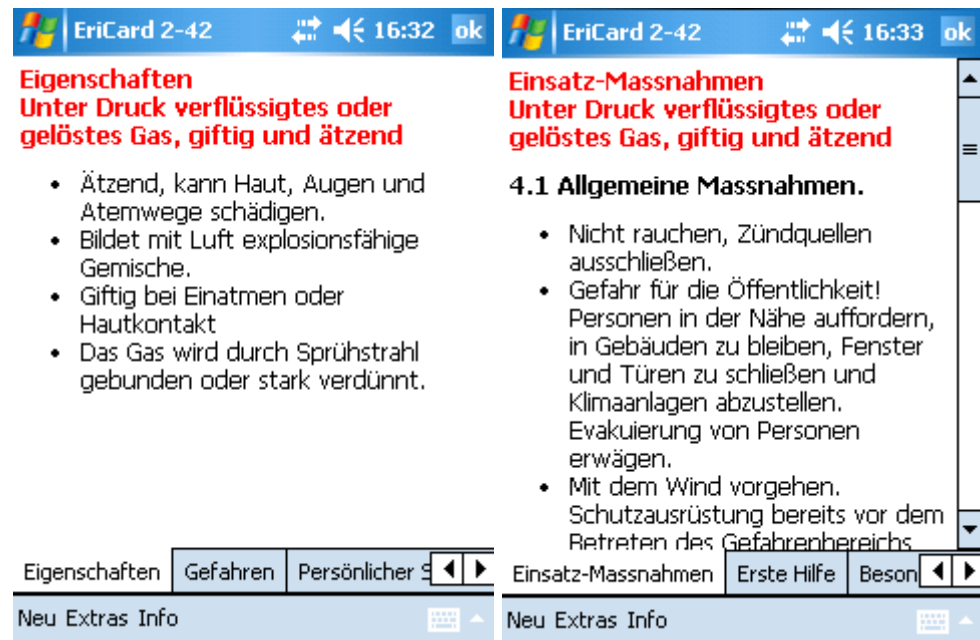 EriCard 2-42 16:32 ok
Eigenschaften
Unter Druck verflüssigtes oder
gelöstes Gas, giftig und ätzend
• Ätzend, kann Haut, Augen und
Atemwege schädigen.
• Bildet mit Luft explosionsfähige
Gemische.
• Giftig bei Einatmen oder
Hautkontakt
• Das Gas wird durch Sprühstrahl
gebunden oder stark verdünnt.
Eigenschaften Gefahren Persönlicher S
Neu Extras Info
EriCard 2-42 16:33 ok
Einsatz-Massnahmen
Unter Druck verflüssigtes oder
gelöstes Gas, giftig und ätzend
4.1 Allgemeine Massnahmen.
• Nicht rauchen, Zündquellen
ausschließen.
• Gefahr für die Öffentlichkeit!
Personen in der Nähe auffordern,
in Gebäuden zu bleiben, Fenster
und Türen zu schließen und
Klimaanlagen abzustellen.
Evakuierung von Personen
erwägen.
• Mit dem Wind vorgehen.
Schutzausrüstung bereits vor dem
Betreten des Gefahrenbereichs
Einsatz-Massnahmen Erste Hilfe Beson
Neu Extras Info